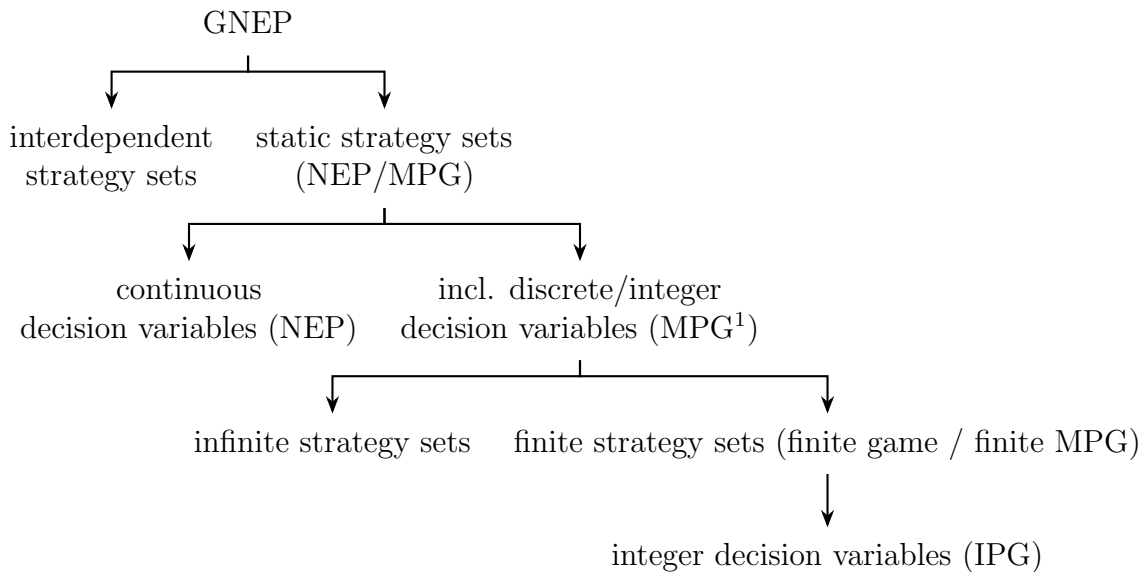 GNEP
interdependent
strategy sets
static strategy sets
(NEP/MPG)
continuous
decision variables (NEP)
incl. discrete/integer
decision variables (MPG¹)
infinite strategy sets
finite strategy sets (finite game / finite MPG)
integer decision variables (IPG)